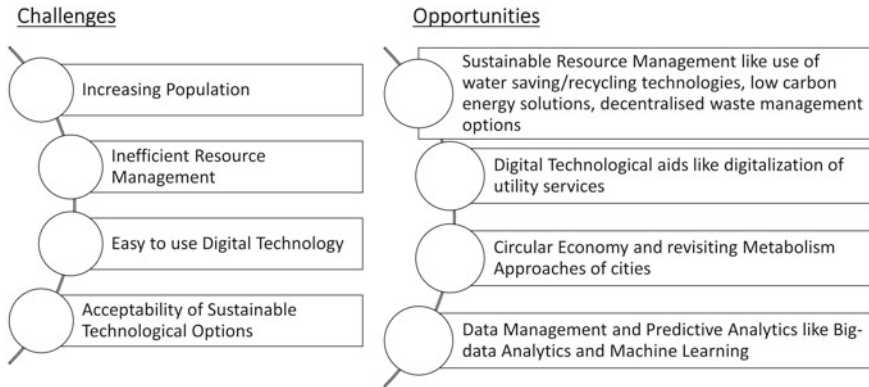 Challenges
Increasing Population
Inefficient Resource
Management
Easy to use Digital Technology
Acceptability of Sustainable
Technological Options
Opportunities
Sustainable Resource Management like use of
water saving/recycling technologies, low carbon
energy solutions, decentralised waste management
options
Digital Technological aids like digitalization of
utility services
Circular Economy and revisiting Metabolism
Approaches of cities
Data Management and Predictive Analytics like Big-
data Analytics and Machine Learning